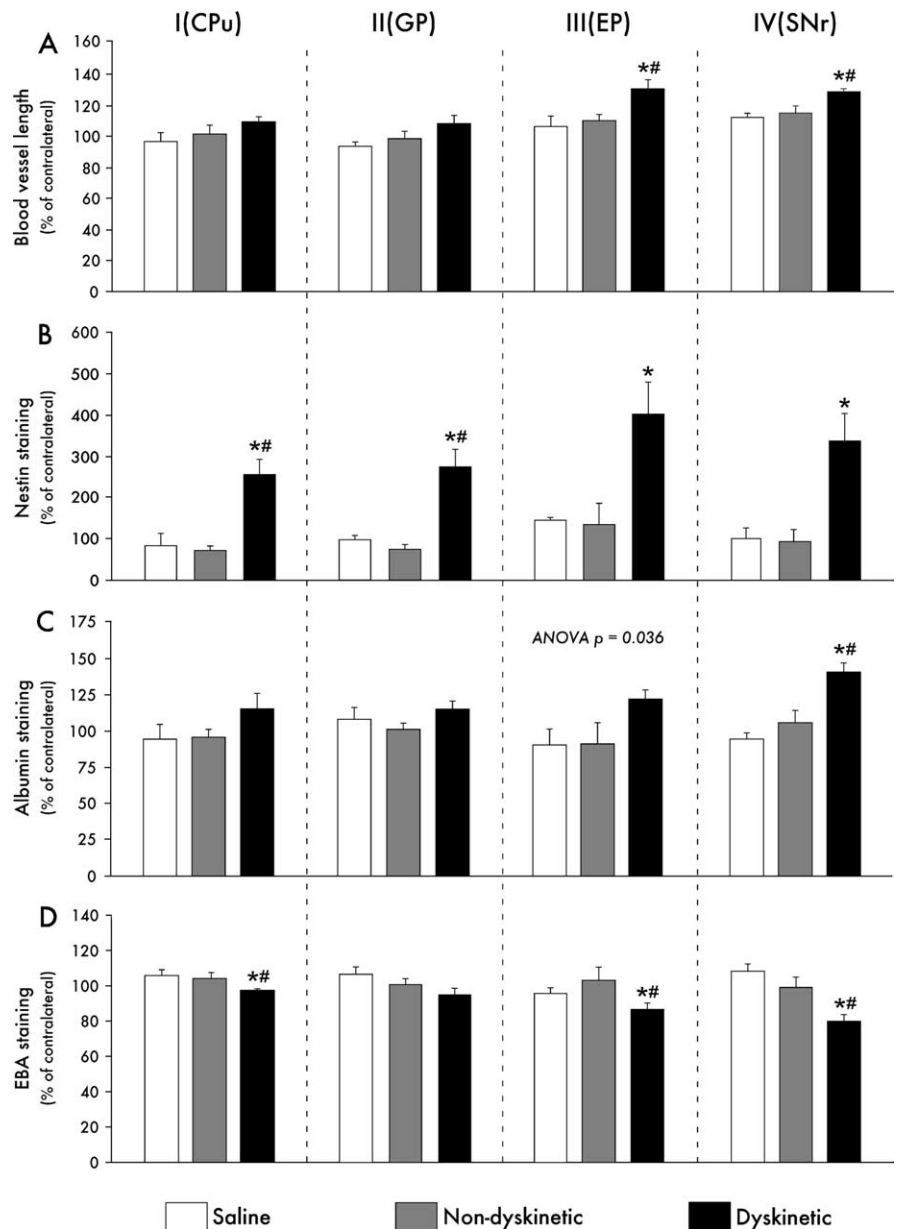 I(CPu) II(GP) III(EP) IV(SNr)
A
Blood vessel length
(% of contralateral)
160
140
120
100
80
60
40
20
0
*#
*#
B
Nestin staining
(% of contralateral)
600
500
400
300
200
100
0
*#
*#
*
*
C
Albumin staining
(% of contralateral)
175
150
125
100
75
50
25
0
ANOVA p = 0.036
*#
D
EBA staining
(% of contralateral)
140
120
100
80
60
40
20
0
*#
*#
*#
Saline Non-dyskinetic Dyskinetic